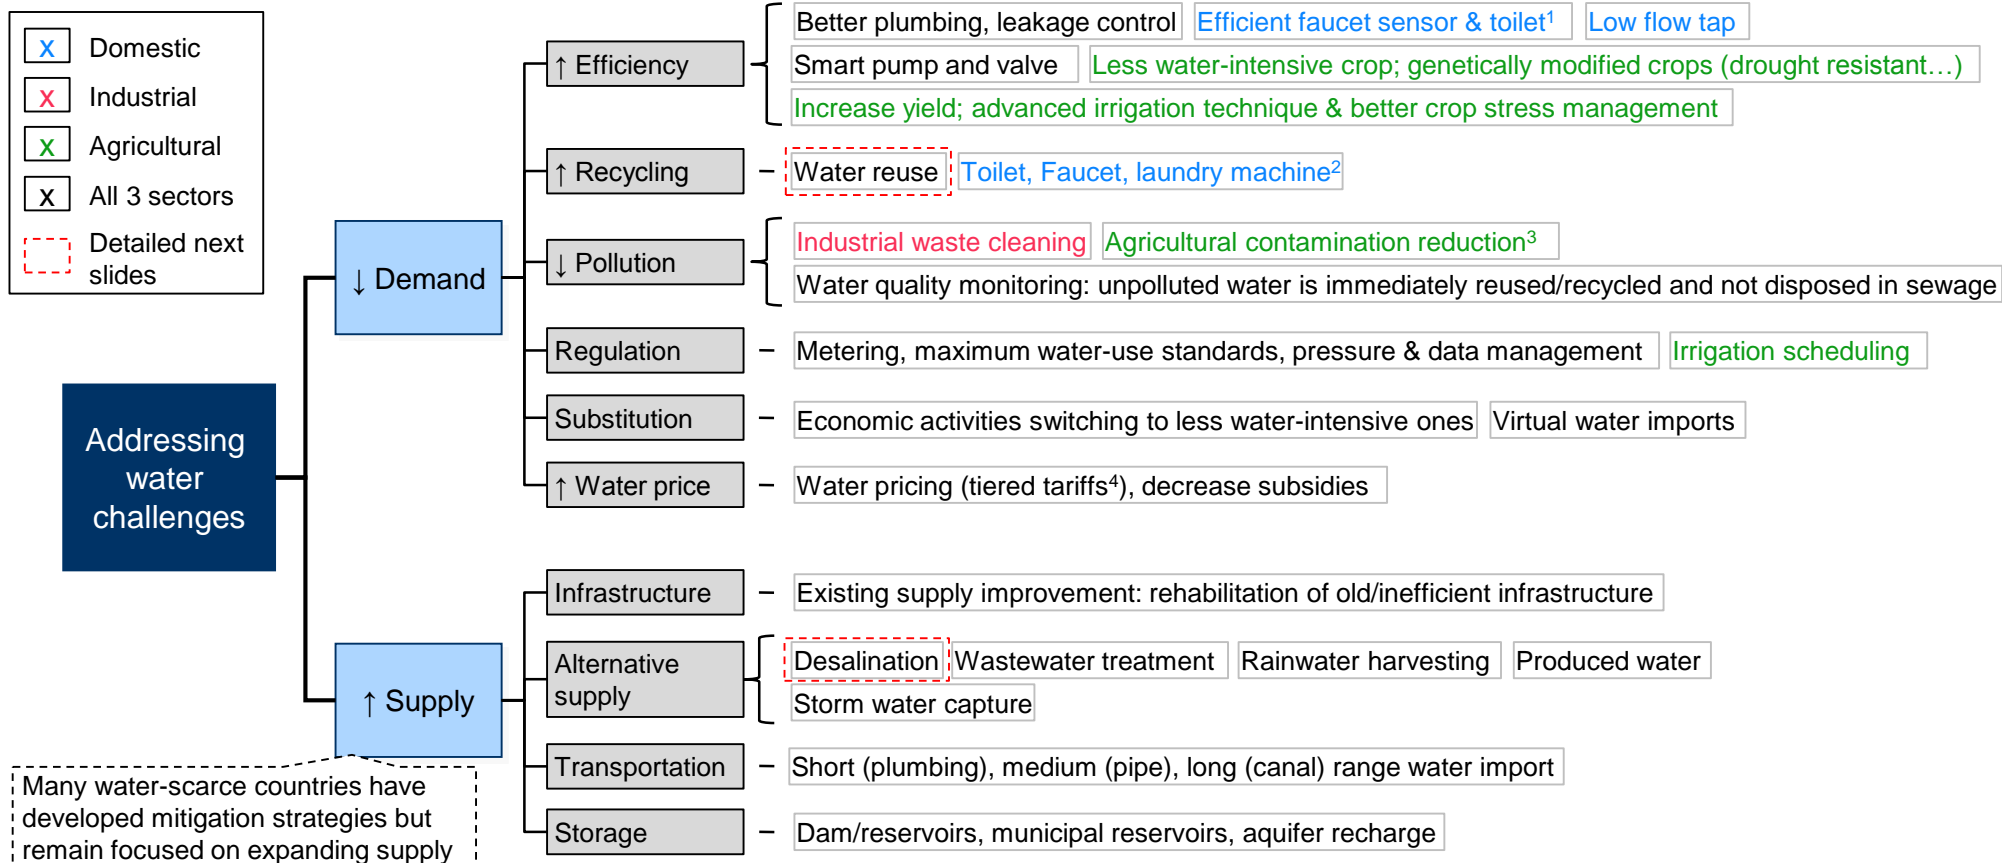 x Domestic
x Industrial
x Agricultural
x All 3 sectors
Detailed next
slides
Addressing
water
challenges
↓ Demand
↑ Efficiency
Better plumbing, leakage control
Efficient faucet sensor & toilet¹
Low flow tap
Smart pump and valve
Less water-intensive crop; genetically modified crops (drought resistant…)
Increase yield; advanced irrigation technique & better crop stress management
↑ Recycling
Water reuse
Toilet, Faucet, laundry machine²
↓ Pollution
Industrial waste cleaning
Agricultural contamination reduction³
Water quality monitoring: unpolluted water is immediately reused/recycled and not disposed in sewage
Regulation
Metering, maximum water-use standards, pressure & data management
Irrigation scheduling
Substitution
Economic activities switching to less water-intensive ones
Virtual water imports
↑ Water price
Water pricing (tiered tariffs⁴), decrease subsidies
↑ Supply
Infrastructure
Existing supply improvement: rehabilitation of old/inefficient infrastructure
Alternative
supply
Desalination
Wastewater treatment
Rainwater harvesting
Produced water
Storm water capture
Transportation
Short (plumbing), medium (pipe), long (canal) range water import
Storage
Dam/reservoirs, municipal reservoirs, aquifer recharge
Many water-scarce countries have
developed mitigation strategies but
remain focused on expanding supply